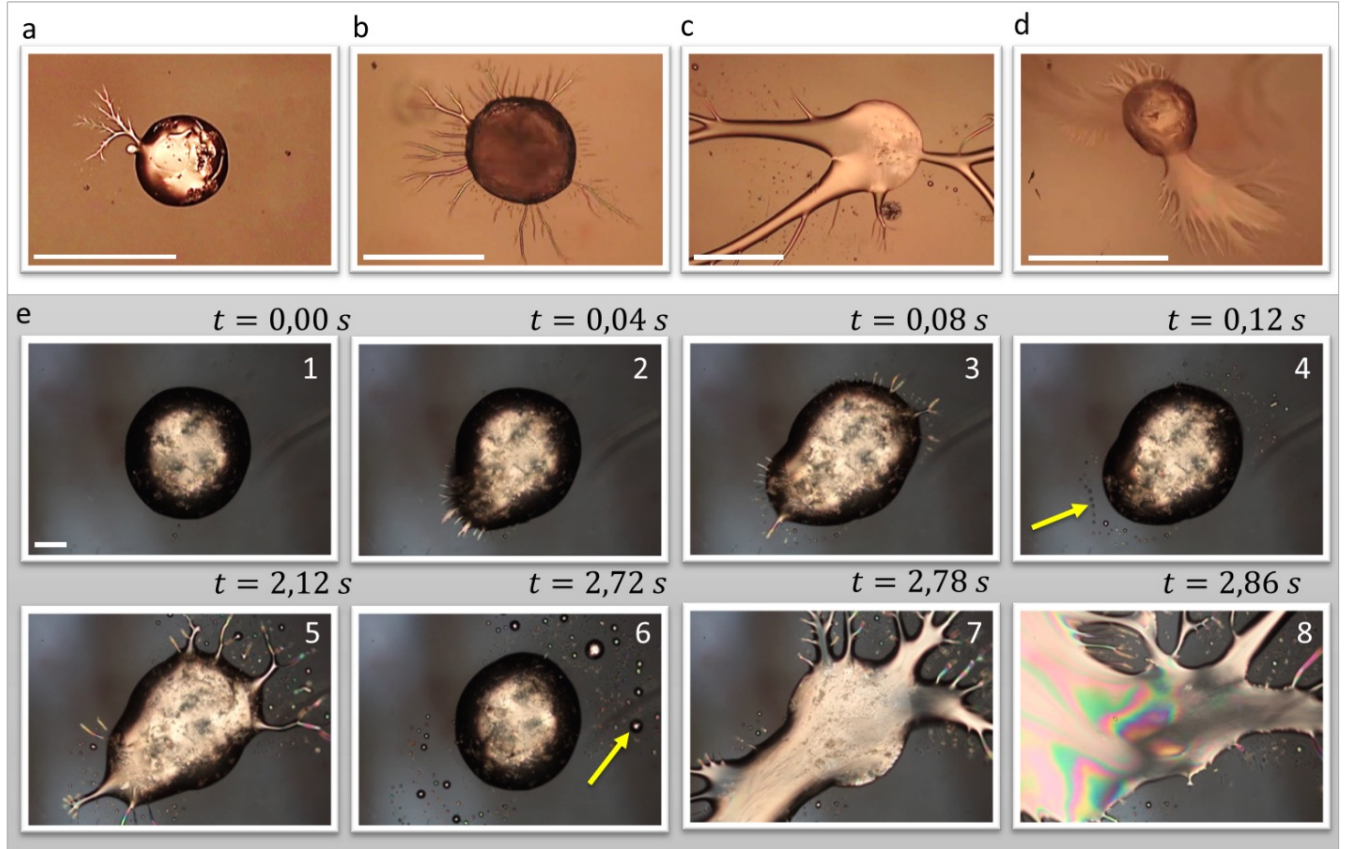 a
b
c
d
e
t = 0,00 s
t = 0,04 s
t = 0,08 s
t = 0,12 s
1
2
3
4
t = 2,12 s
t = 2,72 s
t = 2,78 s
t = 2,86 s
5
6
7
8